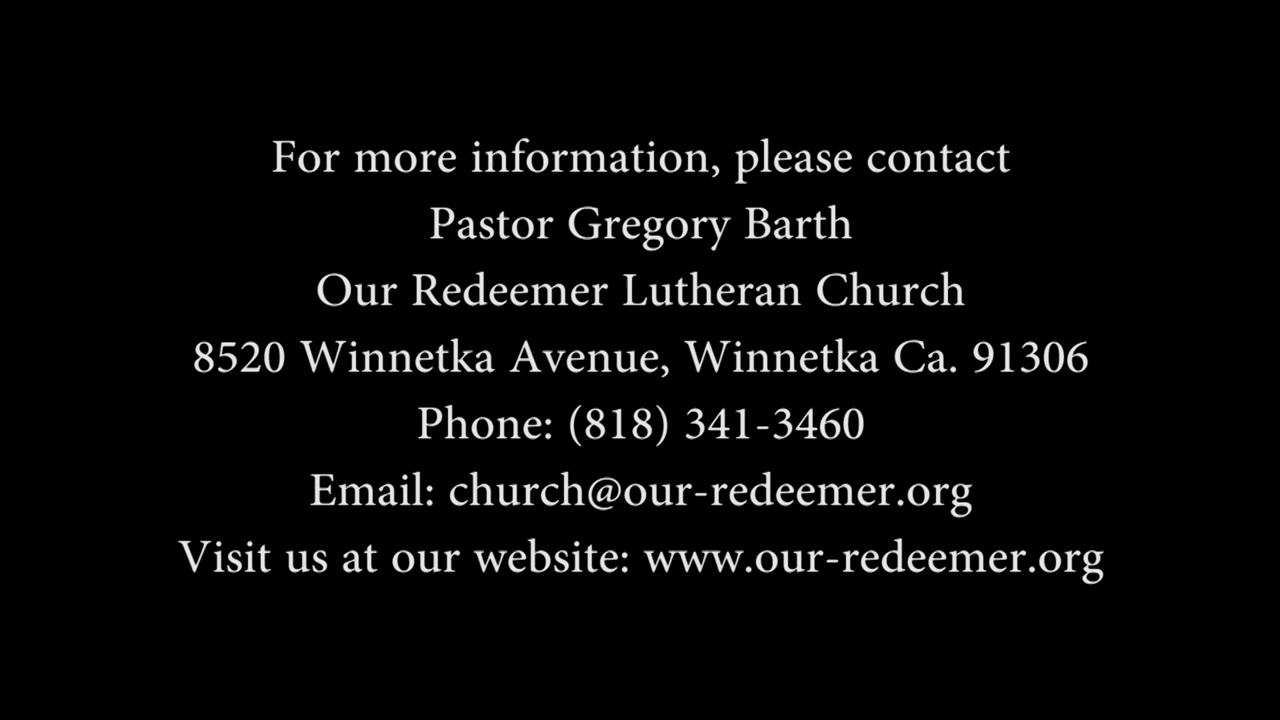 For more information, please contact
Pastor Gregory Barth
Our Redeemer Lutheran Church
8520 Winnetka Avenue, Winnetka Ca. 91306
Phone: (818) 341-3460
Email: church@our-redeemer.org
Visit us at our website: www.our-redeemer.org